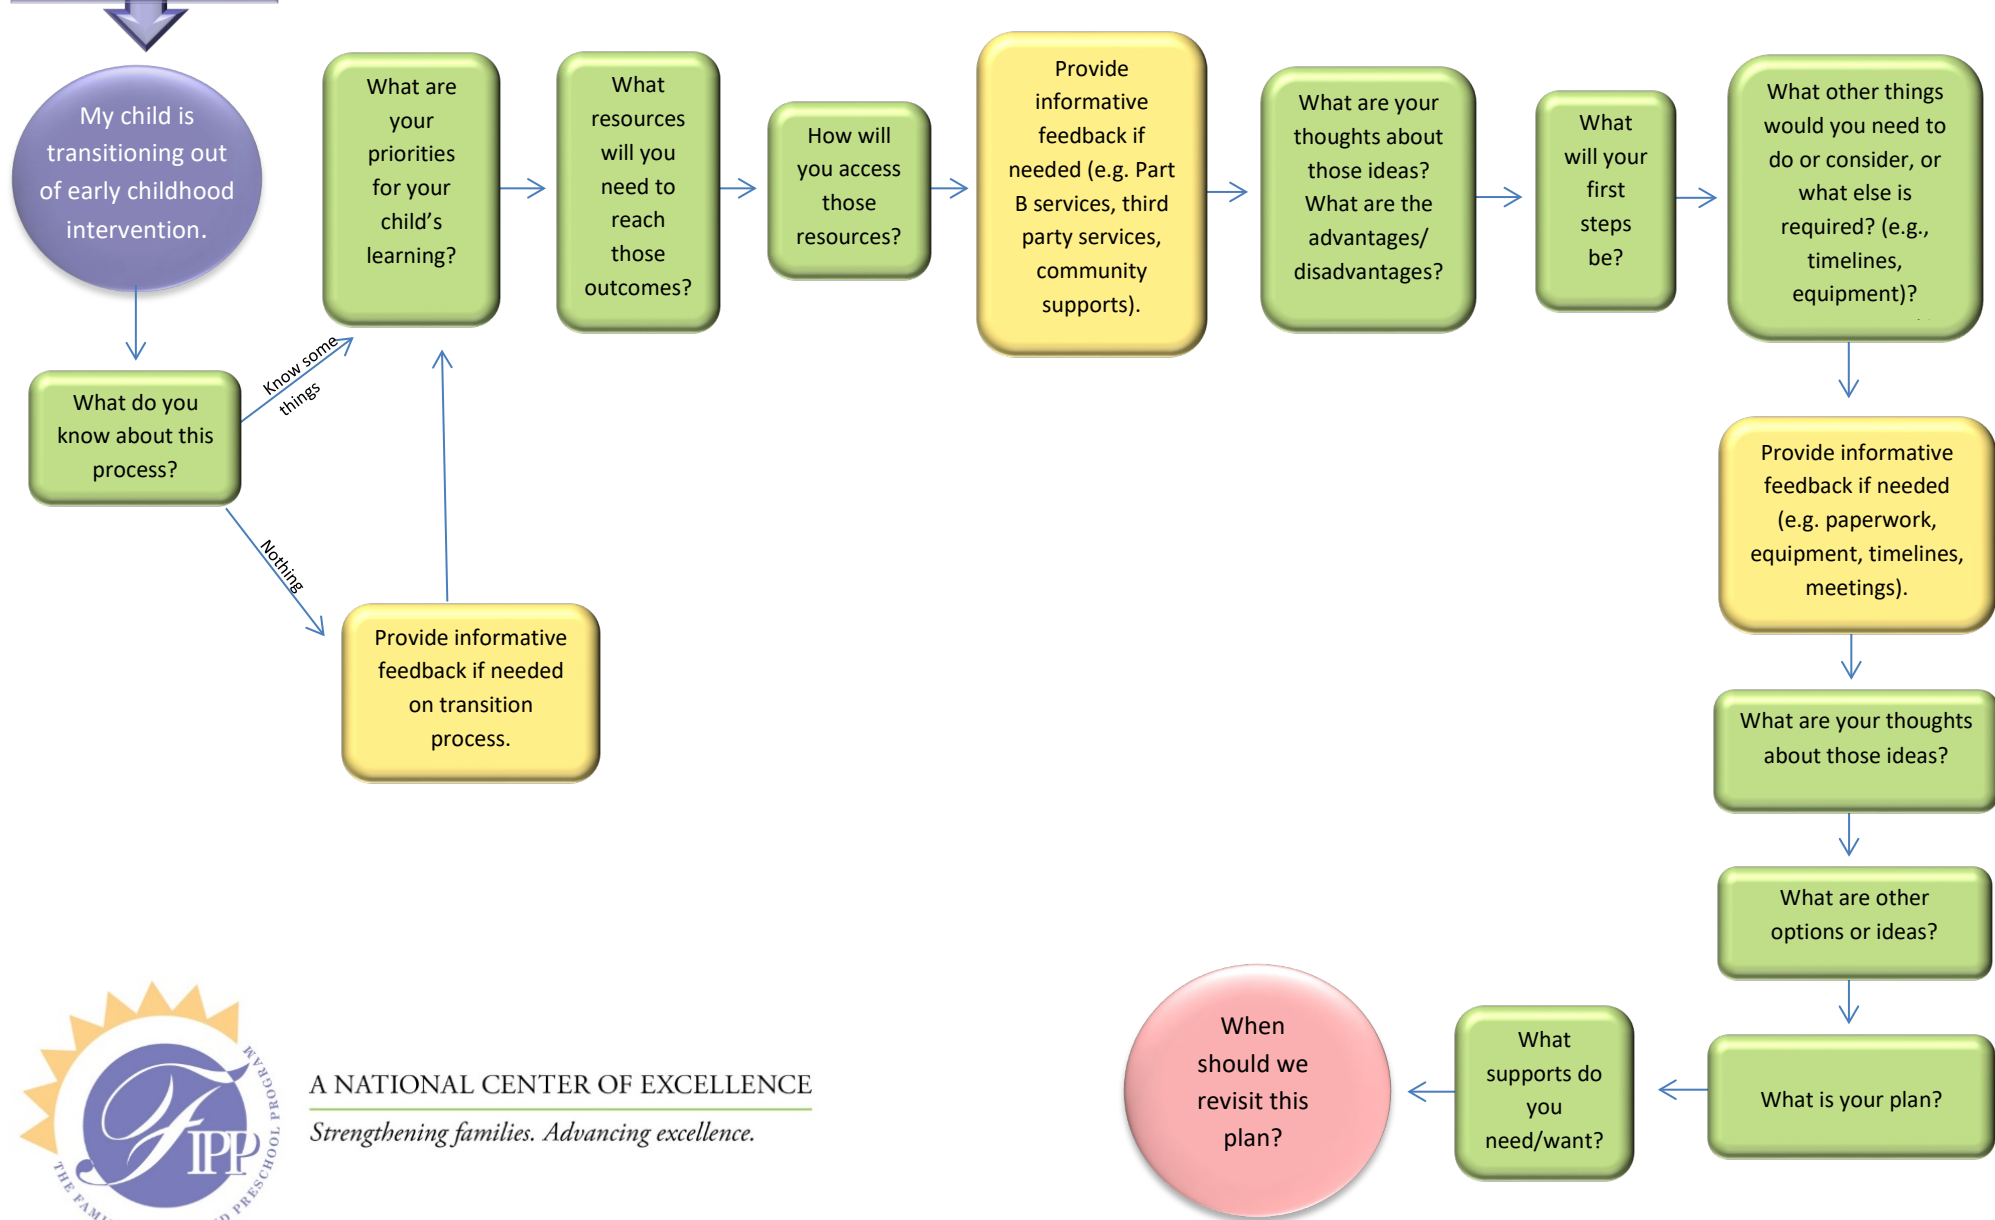 My child is
transitioning out
of early childhood
intervention.
What do you
know about this
process?
Know some
things
Nothing
Provide informative
feedback if needed
on transition
process.
What are
your
priorities
for your
child’s
learning?
What
resources
will you
need to
reach
those
outcomes?
How will
you access
those
resources?
Provide
informative
feedback if
needed (e.g. Part
B services, third
party services,
community
supports).
What are your
thoughts about
those ideas?
What are the
advantages/
disadvantages?
What
will your
first
steps
be?
What other things
would you need to
do or consider, or
what else is
required? (e.g.,
timelines,
equipment)?
Provide informative
feedback if needed
(e.g. paperwork,
equipment, timelines,
meetings).
What are your thoughts
about those ideas?
What are other
options or ideas?
What is your plan?
What
supports do
you
need/want?
When
should we
revisit this
plan?
FIPP
THE PRESCHOOL PROGRAM
A NATIONAL CENTER OF EXCELLENCE
Strengthening families. Advancing excellence.